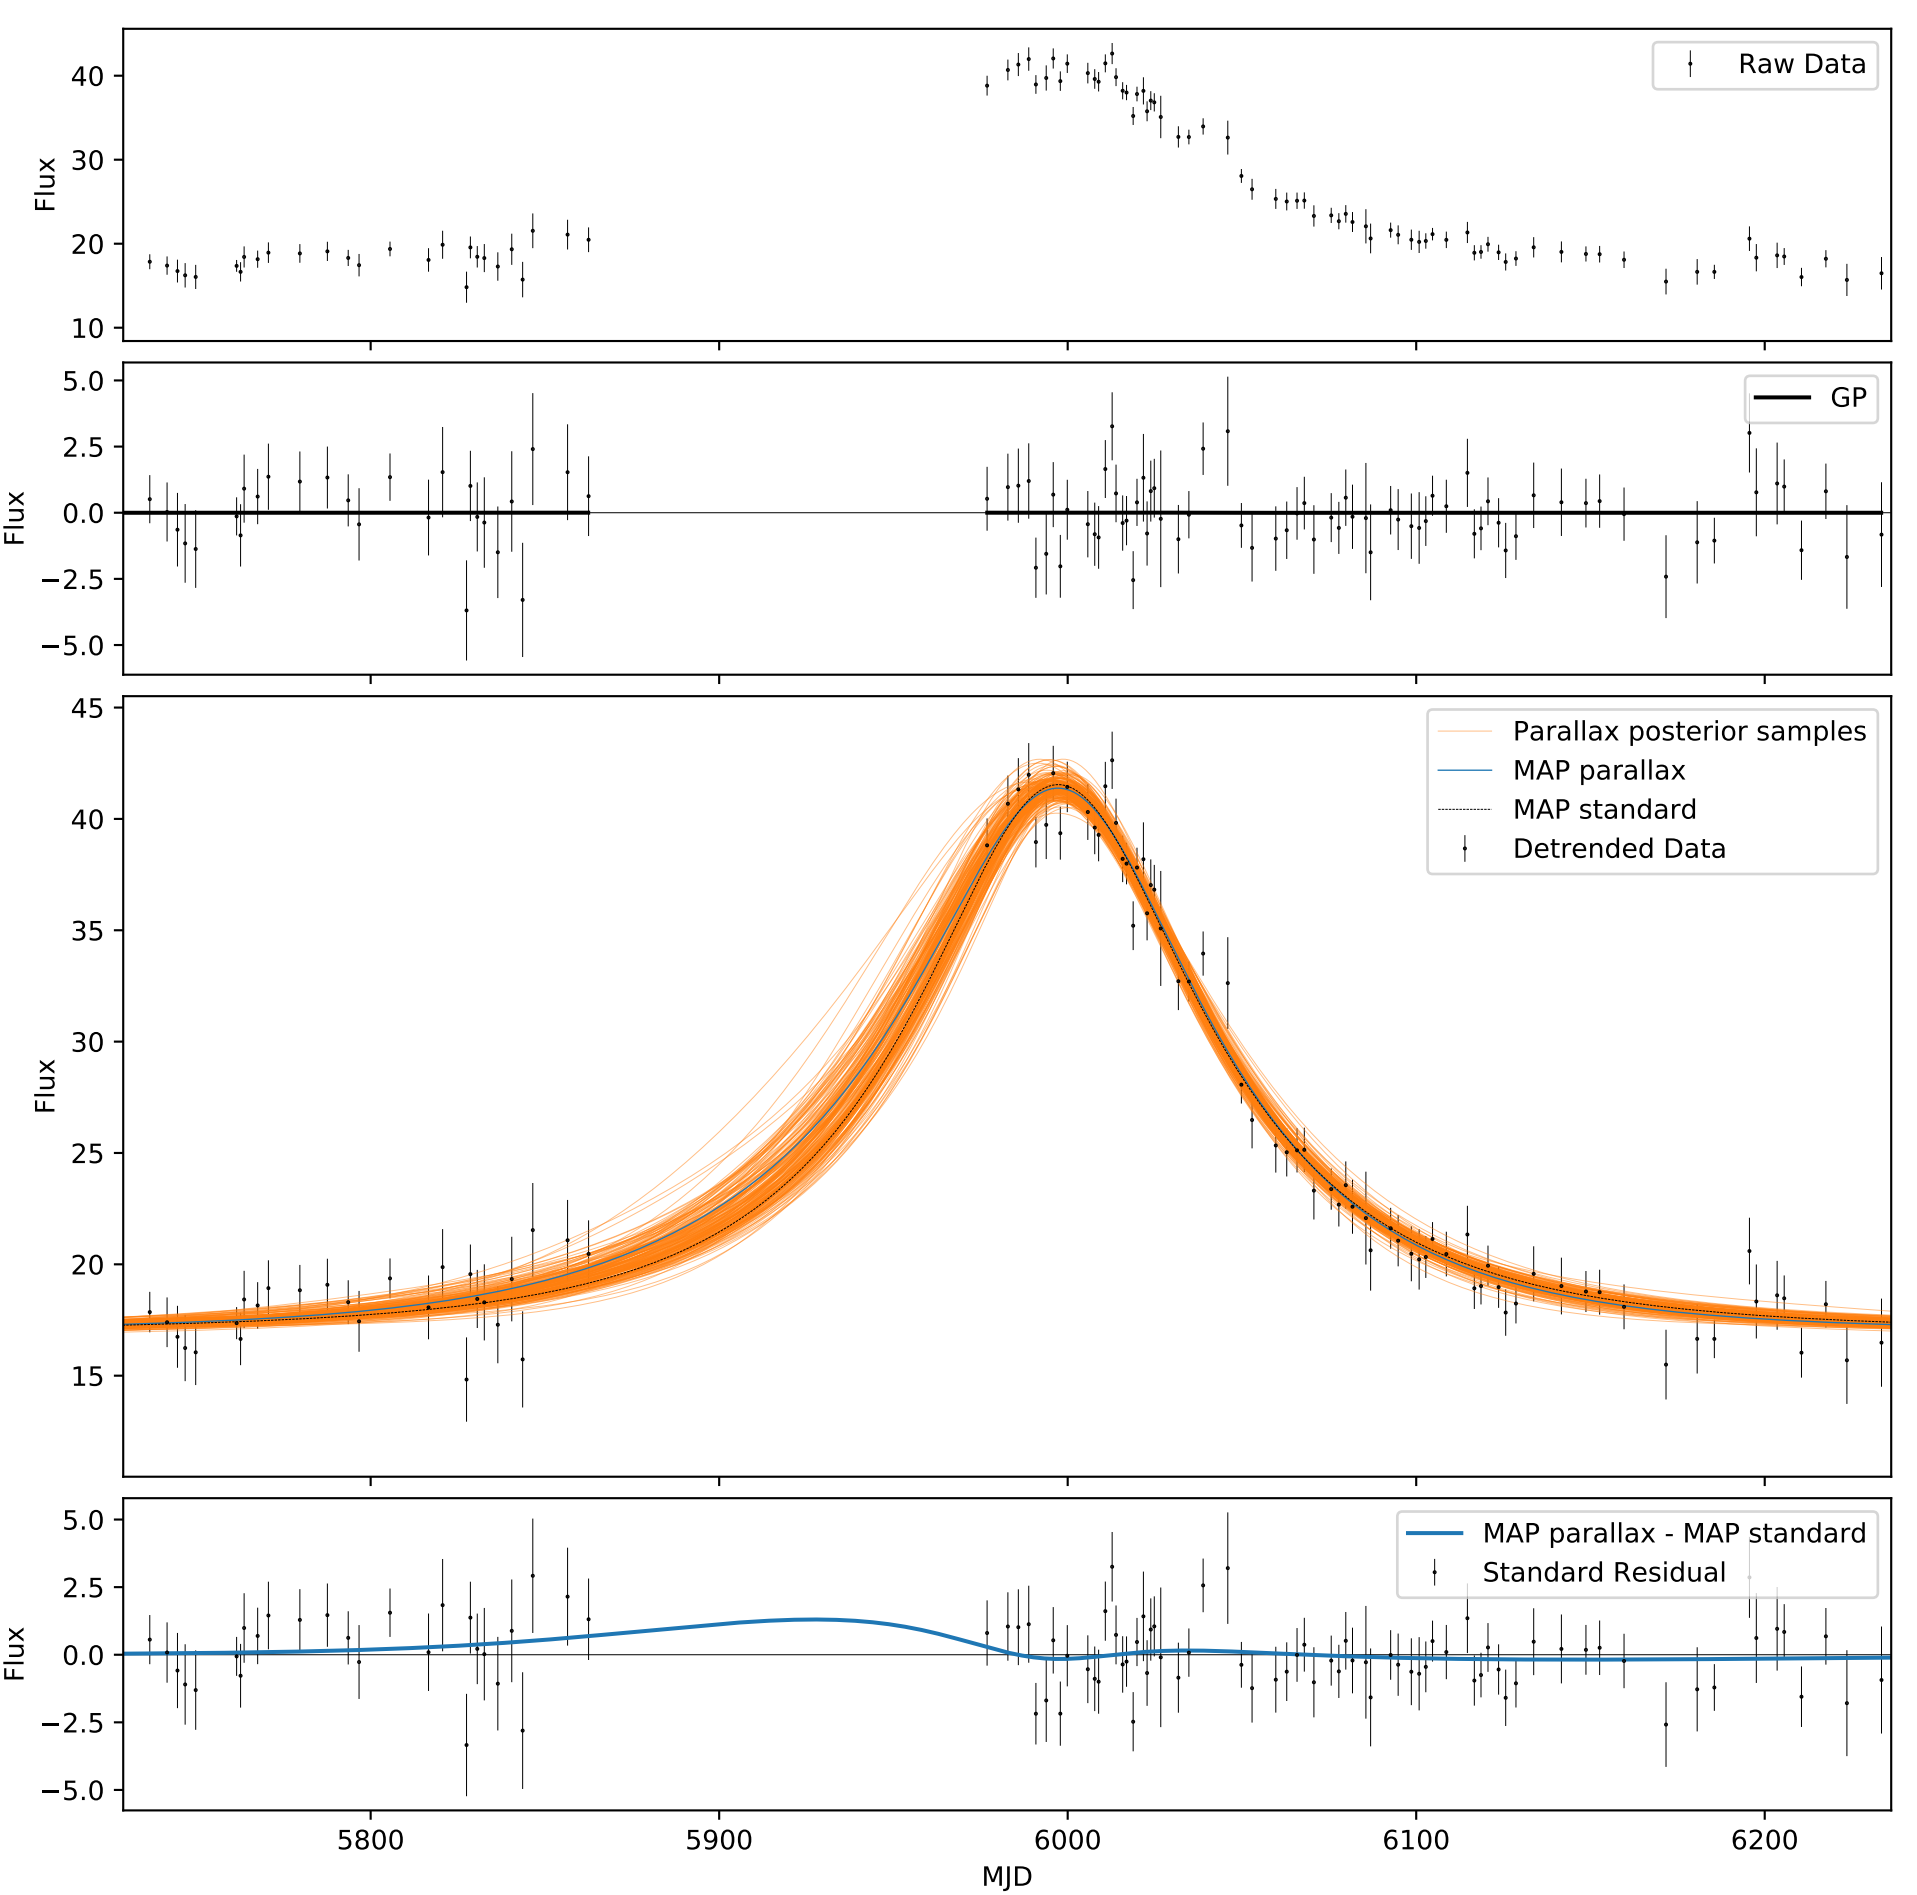 40
30
20
10
Flux
Raw Data
5.0
2.5
0.0
−2.5
−5.0
Flux
GP
45
40
35
30
25
20
15
Flux
Parallax posterior samples
MAP parallax
MAP standard
Detrended Data
5.0
2.5
0.0
−2.5
−5.0
Flux
MAP parallax - MAP standard
Standard Residual
5800 5900 6000 6100 6200
MJD